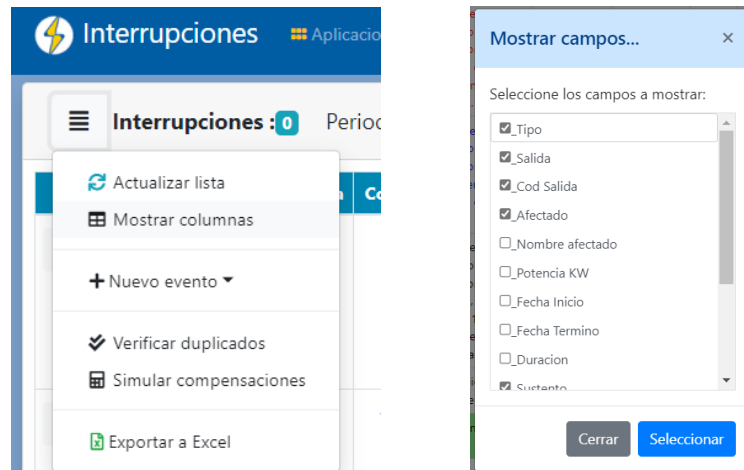 Interrupciones
Aplicacio
Interrupciones : 0
Perio
Actualizar lista
Mostrar columnas
Nuevo evento
Verificar duplicados
Simular compensaciones
Exportar a Excel
Mostrar campos...
×
Seleccione los campos a mostrar:
_Tipo
_Salida
_Cod Salida
_Afectado
_Nombre afectado
_Potencia KW
_Fecha Inicio
_Fecha Termino
_Duracion
_Sustento
Cerrar
Seleccionar